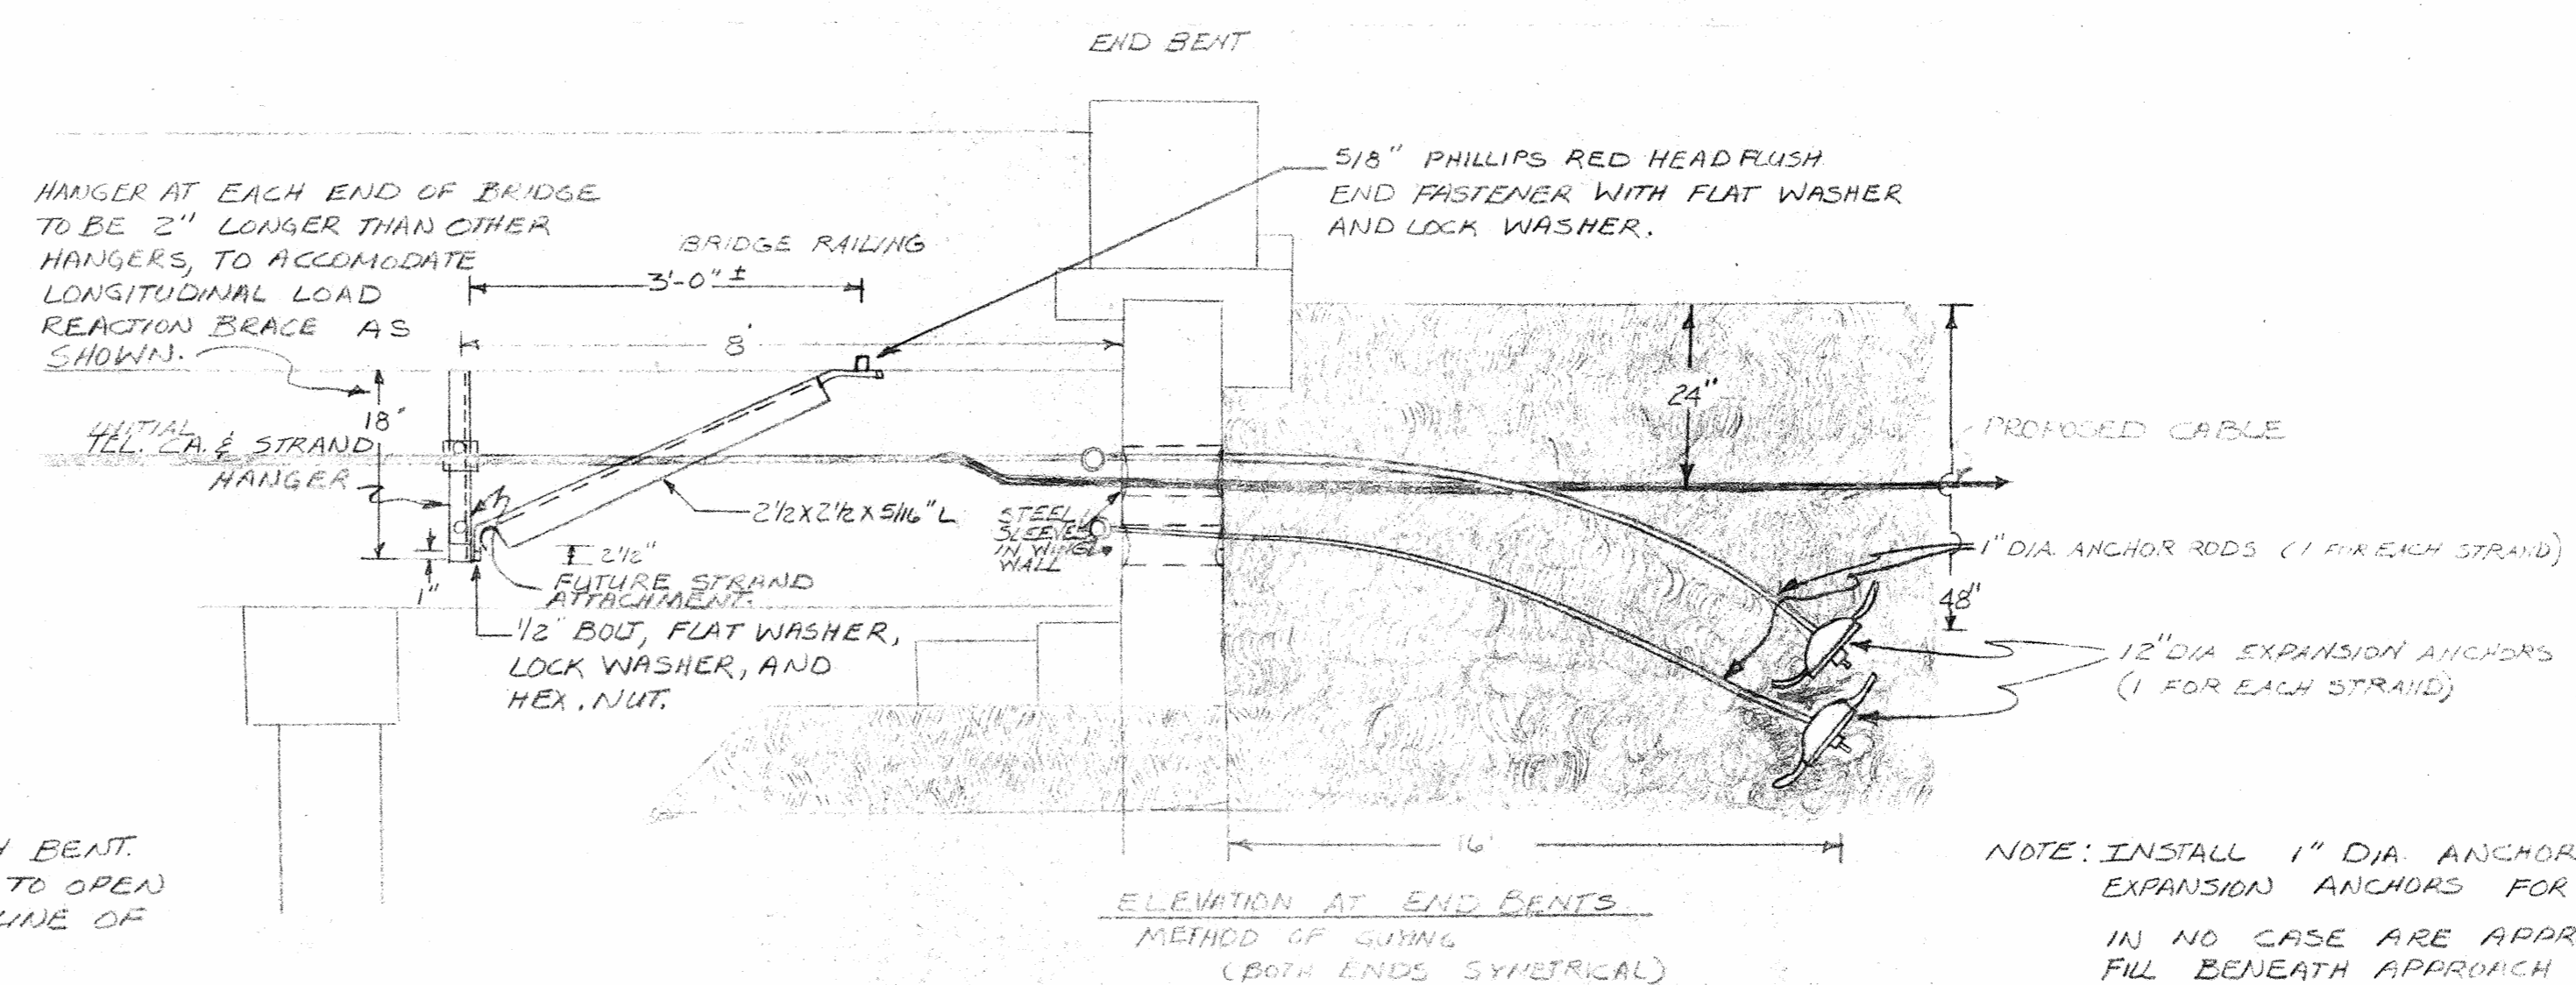 END BENT
5/8" PHILLIPS RED HEAD FLUSH
END FASTENER WITH FLAT WASHER
AND LOCK WASHER.
HANGER AT EACH END OF BRIDGE
TO BE 2" LONGER THAN OTHER
HANGERS, TO ACCOMODATE
LONGITUDINAL LOAD
REACTION BRACE AS
SHOWN.
BRIDGE RAILING
3'-0" ±
8'
18"
24"
INITIAL
TEL. CA. & STRAND
HANGER
PROPOSED CABLE
2 1/2 X 2 1/2 X 5/16" L
STEEL
SLEEVES
IN WING
WALL
2 1/2"
1"
FUTURE STRAND
ATTACHMENT.
1/2" BOLT, FLAT WASHER,
LOCK WASHER, AND
HEX. NUT.
1" DIA. ANCHOR RODS (1 FOR EACH STRAND)
48"
12" DIA EXPANSION ANCHORS
(1 FOR EACH STRAND)
16'
BENT.
TO OPEN
LINE OF
ELEVATION AT END BENTS
METHOD OF GUYING
(BOTH ENDS SYMETRICAL)
NOTE: INSTALL 1" DIA. ANCHOR
EXPANSION ANCHORS FOR
IN NO CASE ARE APPR
FILL BENEATH APPROACH